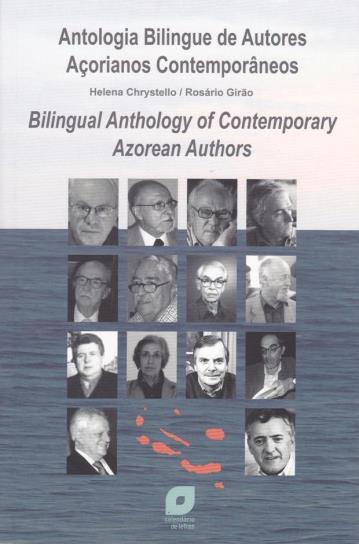 Antologia Bilingue de Autores
Açorianos Contemporâneos
Helena Chrystello / Rosário Girão
Bilingual Anthology of Contemporary
Azorean Authors
calendário
de letras